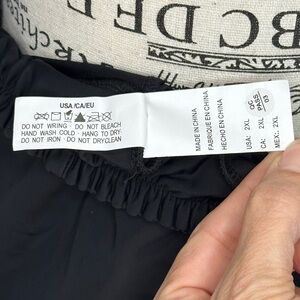 BCDE
USA/CA/EU
DO NOT WRING · DO NOT BLEACH
HAND WASH COLD · HANG TO DRY·
DO NOT IRON · DO NOT DRYCLEAN
MADE IN CHINA
FABRIQUE EN CHINA
HECHO EN CHINA
USA: 2XL
CA: 2XL
MEX: 2XL
QC
PASS
03